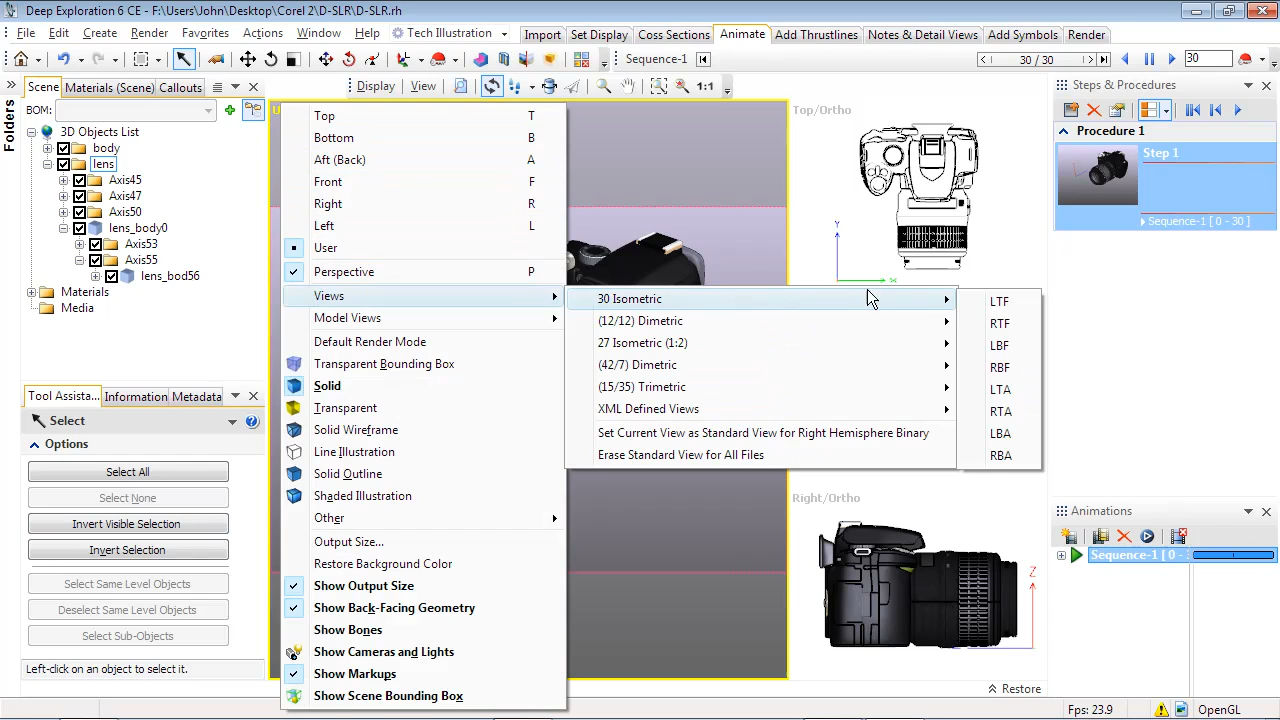 Deep Exploration 6 CE - F:\Users\John\Desktop\Corel 2\D-SLR\D-SLR.rh
File Edit Create Render Favorites Actions Window Help Tech Illustration Import Set Display Cross Sections Animate Add Thrustlines Notes & Detail Views Add Symbols Render
Sequence-1 30 / 30 30
Scene Materials (Scene) Callouts Display View 1:1 Steps & Procedures
Folders
BOM:
3D Objects List
body
lens
Axis45
Axis47
Axis50
lens_body0
Axis53
Axis55
lens_bod56
Materials
Media
Tool Assista... Information Metadata
Select
Options
Select All
Select None
Invert Visible Selection
Invert Selection
Select Same Level Objects
Deselect Same Level Objects
Select Sub-Objects
Left-click on an object to select it.
Top T
Bottom B
Aft (Back) A
Front F
Right R
Left L
User
Perspective P
Views
Model Views
Default Render Mode
Transparent Bounding Box
Solid
Transparent
Solid Wireframe
Line Illustration
Solid Outline
Shaded Illustration
Other
Output Size...
Restore Background Color
Show Output Size
Show Back-Facing Geometry
Show Bones
Show Cameras and Lights
Show Markups
Show Scene Bounding Box
30 Isometric
(12/12) Dimetric
27 Isometric (1:2)
(42/7) Dimetric
(15/35) Trimetric
XML Defined Views
Set Current View as Standard View for Right Hemisphere Binary
Erase Standard View for All Files
LTF
RTF
LBF
RBF
LTA
RTA
LBA
RBA
Top/Ortho
Y
X
Right/Ortho
Z
Procedure 1
Step 1
Sequence-1 [ 0 - 30 ]
Animations
Sequence-1 [ 0 -
Restore
Fps: 23.9 OpenGL